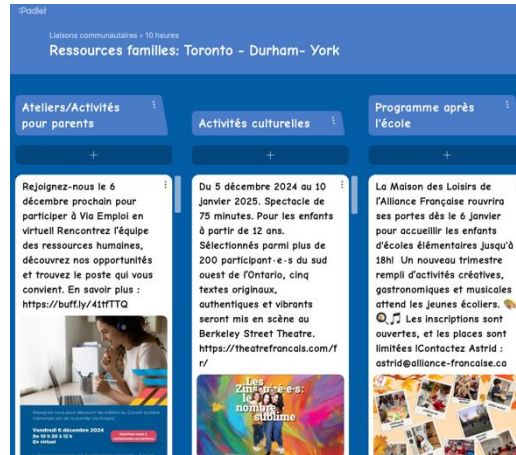 :Padlet
Liaisons communautaires • 10 heures
Ressources familles: Toronto - Durham- York
Ateliers/Activités
pour parents
Rejoignez-nous le 6
décembre prochain pour
participer à Via Emploi en
virtuel! Rencontrez l'équipe
des ressources humaines,
découvrez nos opportunités
et trouvez le poste qui vous
convient. En savoir plus :
https://buff.ly/41tfTTQ
Vendredi 6 décembre 2024
De 10 h 30 à 12 h
En virtuel
Activités culturelles
Du 5 décembre 2024 au 10
janvier 2025. Spectacle de
75 minutes. Pour les enfants
à partir de 12 ans.
Sélectionnés parmi plus de
200 participant·e·s du sud
ouest de l'Ontario, cinq
textes originaux,
authentiques et vibrants
seront mis en scène au
Berkeley Street Theatre.
https://theatrefrancais.com/f
r/
Les
Zins-pi-é-e-s:
le
nombre
sublime
Programme après
l'école
La Maison des Loisirs de
l'Alliance Française rouvrira
ses portes dès le 6 janvier
pour accueillir les enfants
d'écoles élémentaires jusqu'à
18h! Un nouveau trimestre
rempli d'activités créatives,
gastronomiques et musicales
attend les jeunes écoliers. 🎨
🍳🎵 Les inscriptions sont
ouvertes, et les places sont
limitées !Contactez Astrid :
astrid@alliance-francaise.ca